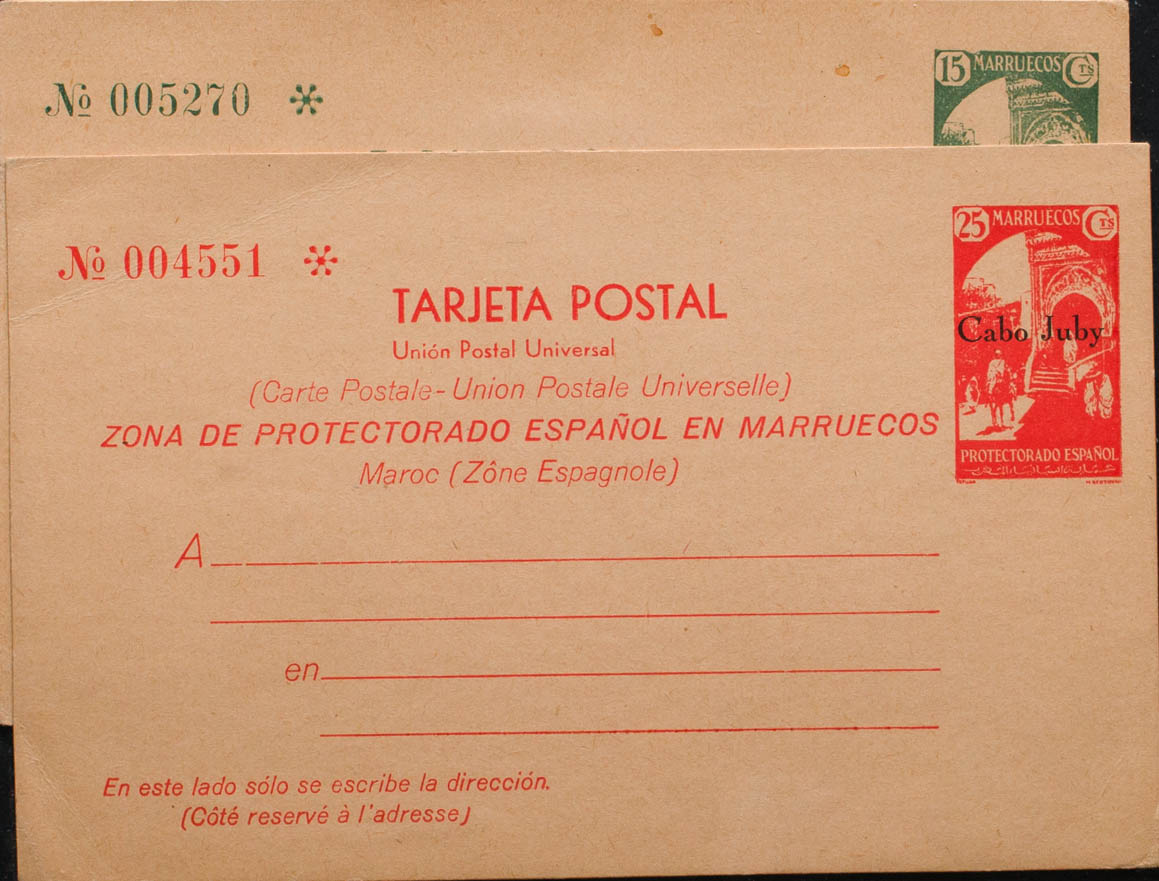 № 005270 *
15 MARRUECOS CTS
№ 004551 *
25 MARRUECOS CTS
TARJETA POSTAL
Cabo Juby
Unión Postal Universal
(Carte Postale - Union Postale Universelle)
ZONA DE PROTECTORADO ESPAÑOL EN MARRUECOS
Maroc (Zône Espagnole)
PROTECTORADO ESPAÑOL
A
en
En este lado sólo se escribe la dirección.
(Côté reservé à l'adresse)